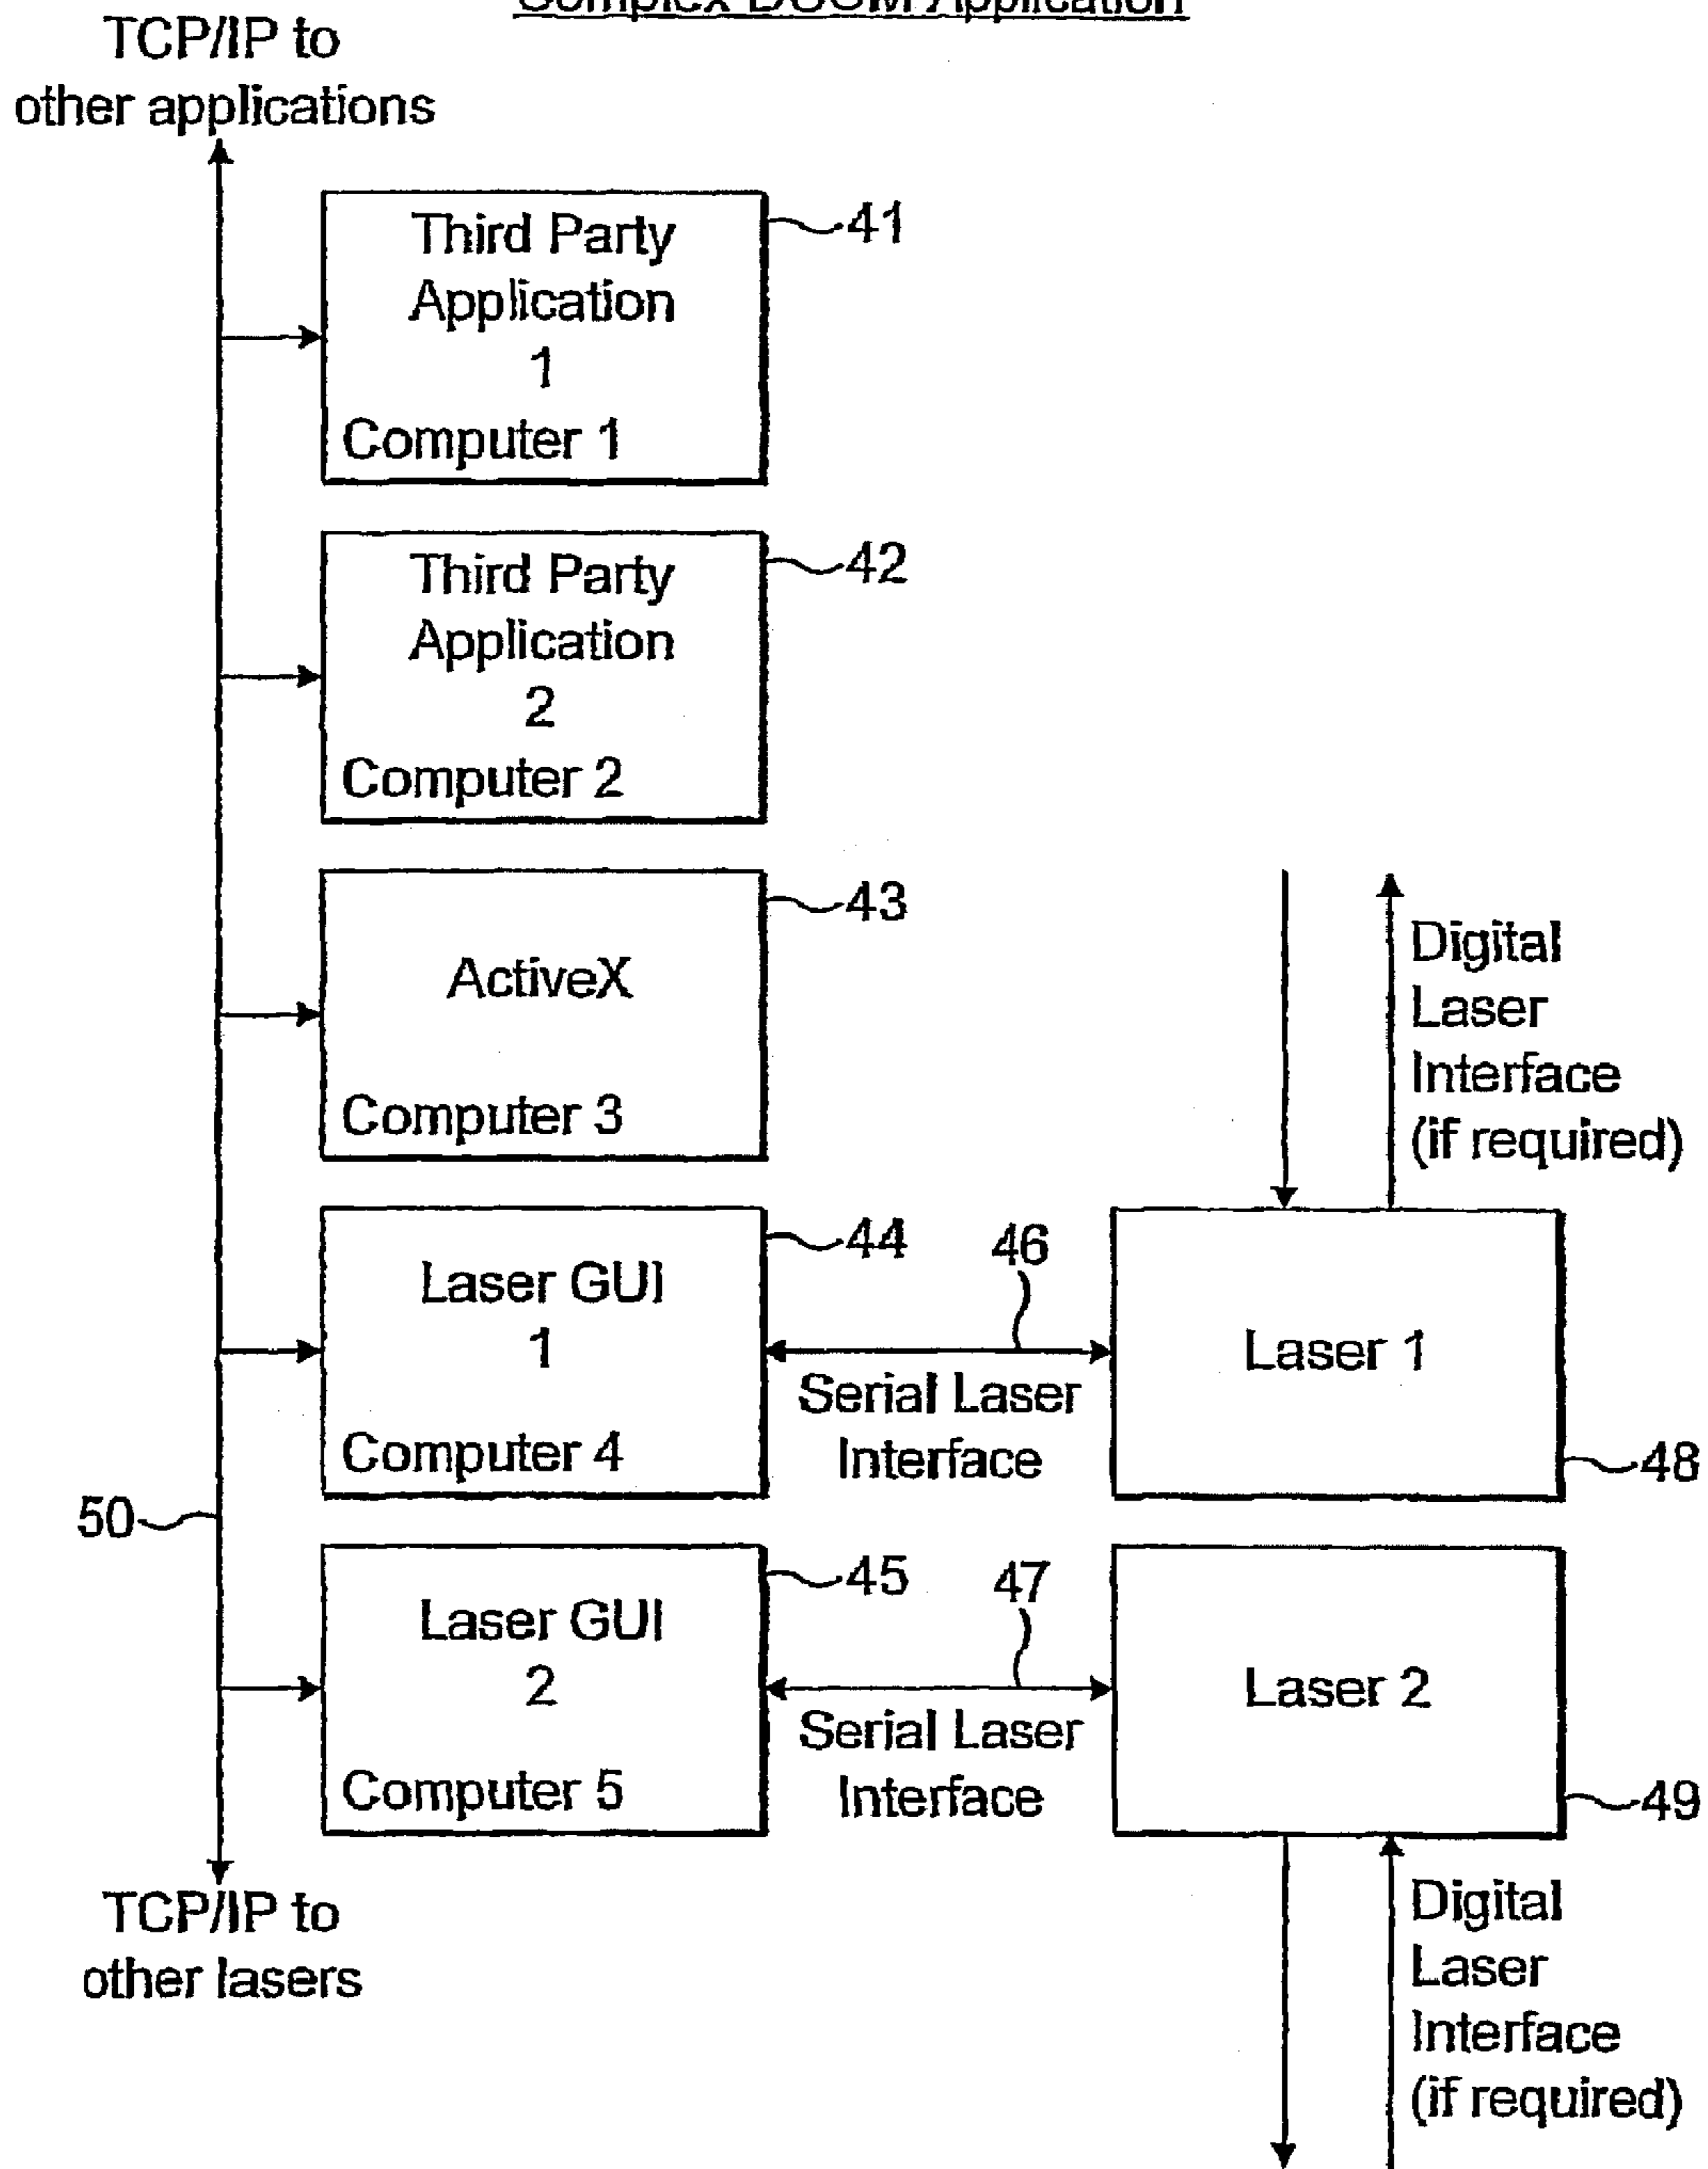 Complex DCOM Application
TCP/IP to
other applications
Third Party
Application
1
Computer 1
41
Third Party
Application
2
Computer 2
42
ActiveX
Computer 3
43
Digital
Laser
Interface
(if required)
Laser GUI
1
Computer 4
44
46
Serial Laser
Interface
Laser 1
48
50
Laser GUI
2
Computer 5
45
47
Serial Laser
Interface
Laser 2
49
TCP/IP to
other lasers
Digital
Laser
Interface
(if required)